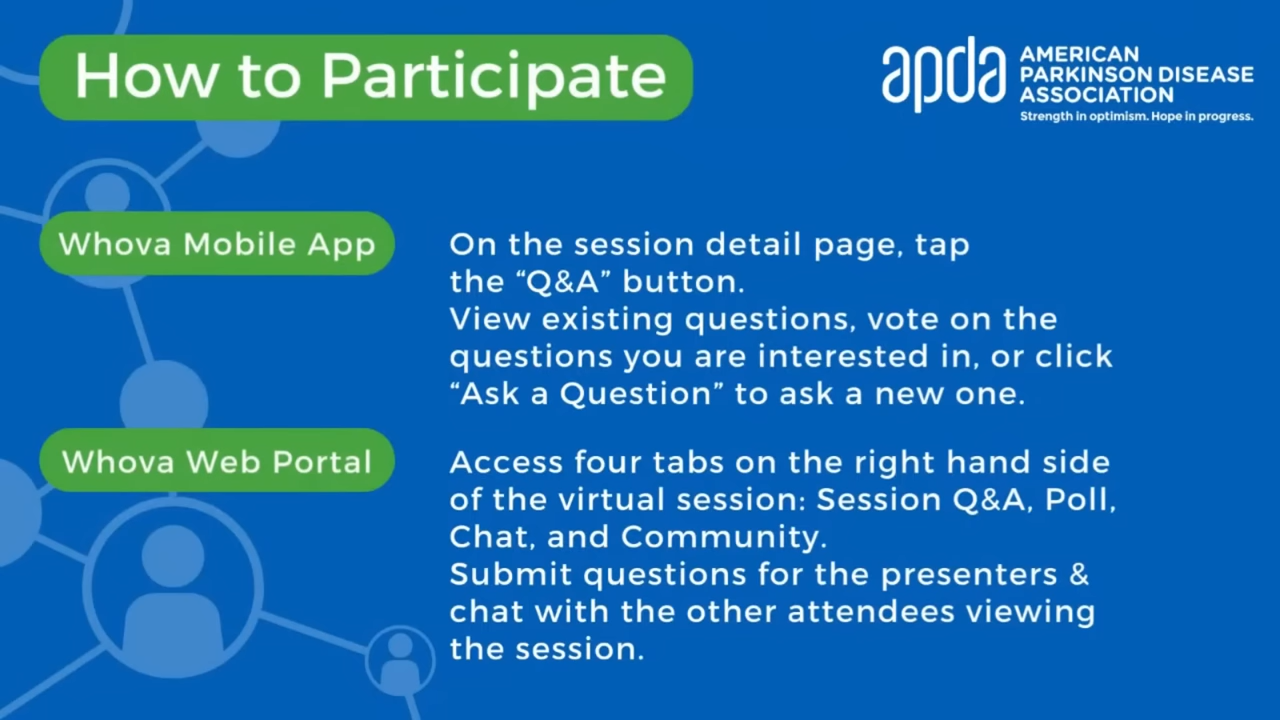 How to Participate
apda AMERICAN
PARKINSON DISEASE
ASSOCIATION
Strength in optimism. Hope in progress.
Whova Mobile App
On the session detail page, tap
the “Q&A” button.
View existing questions, vote on the
questions you are interested in, or click
“Ask a Question” to ask a new one.
Whova Web Portal
Access four tabs on the right hand side
of the virtual session: Session Q&A, Poll,
Chat, and Community.
Submit questions for the presenters &
chat with the other attendees viewing
the session.